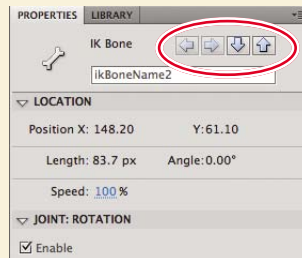 PROPERTIES LIBRARY
IK Bone
ikBoneName2
LOCATION
Position X: 148.20 Y:61.10
Length: 83.7 px Angle:0.00°
Speed: 100 %
JOINT: ROTATION
Enable